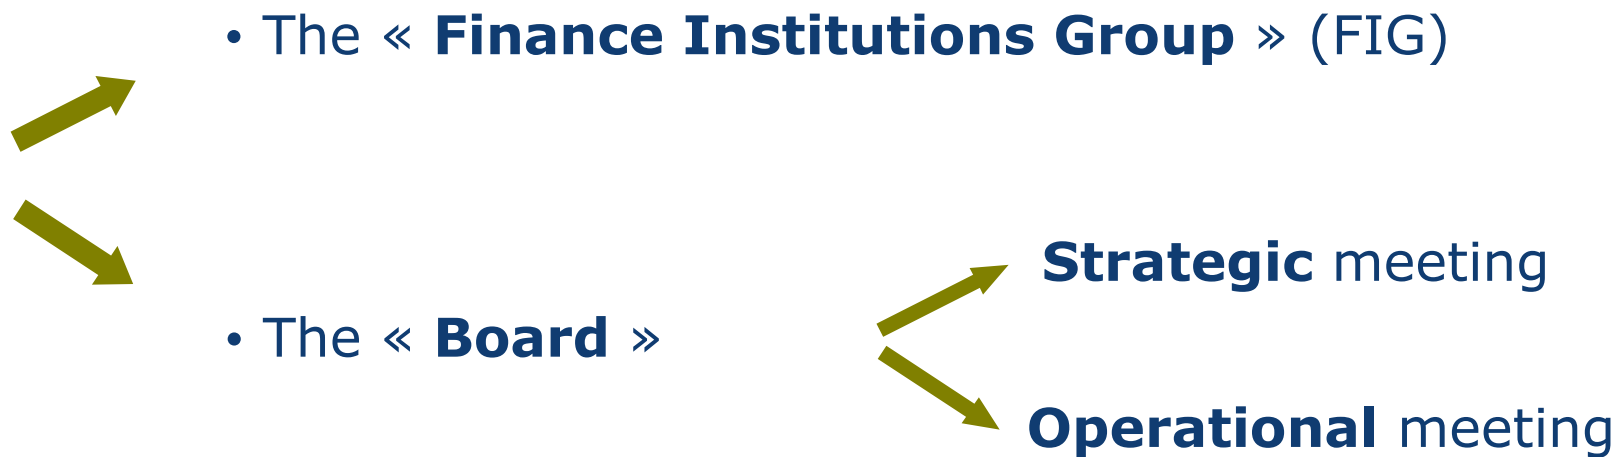 • The « Finance Institutions Group » (FIG)
Strategic meeting
• The « Board »
Operational meeting